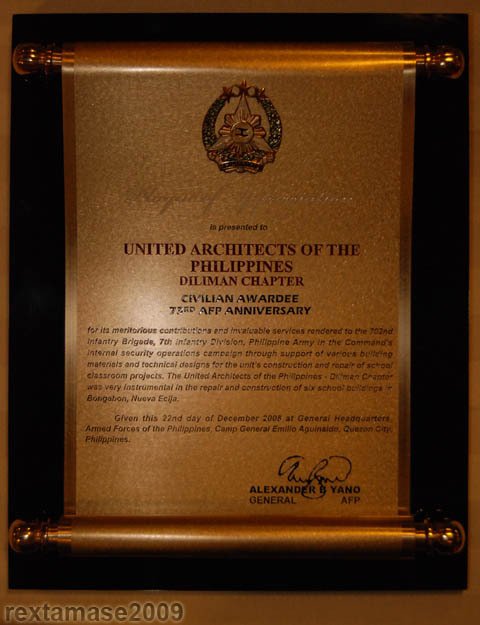 Plaque of Appreciation
is presented to
UNITED ARCHITECTS OF THE
PHILIPPINES
DILIMAN CHAPTER
CIVILIAN AWARDEE
73RD AFP ANNIVERSARY
for its meritorious contributions and invaluable services rendered to the 702nd
Infantry Brigade, 7th Infantry Division, Philippine Army in the Command's
internal security operations campaign through support of various building
materials and technical designs for the unit's construction and repair of school
classroom projects. The United Architects of the Philippines - Diliman Chapter
was very instrumental in the repair and construction of six school buildings in
Bongabon, Nueva Ecija.
Given this 22nd day of December 2008 at General Headquarters,
Armed Forces of the Philippines, Camp General Emilio Aguinaldo, Quezon City,
Philippines.
ALEXANDER B YANO
GENERAL AFP
rextamase2009